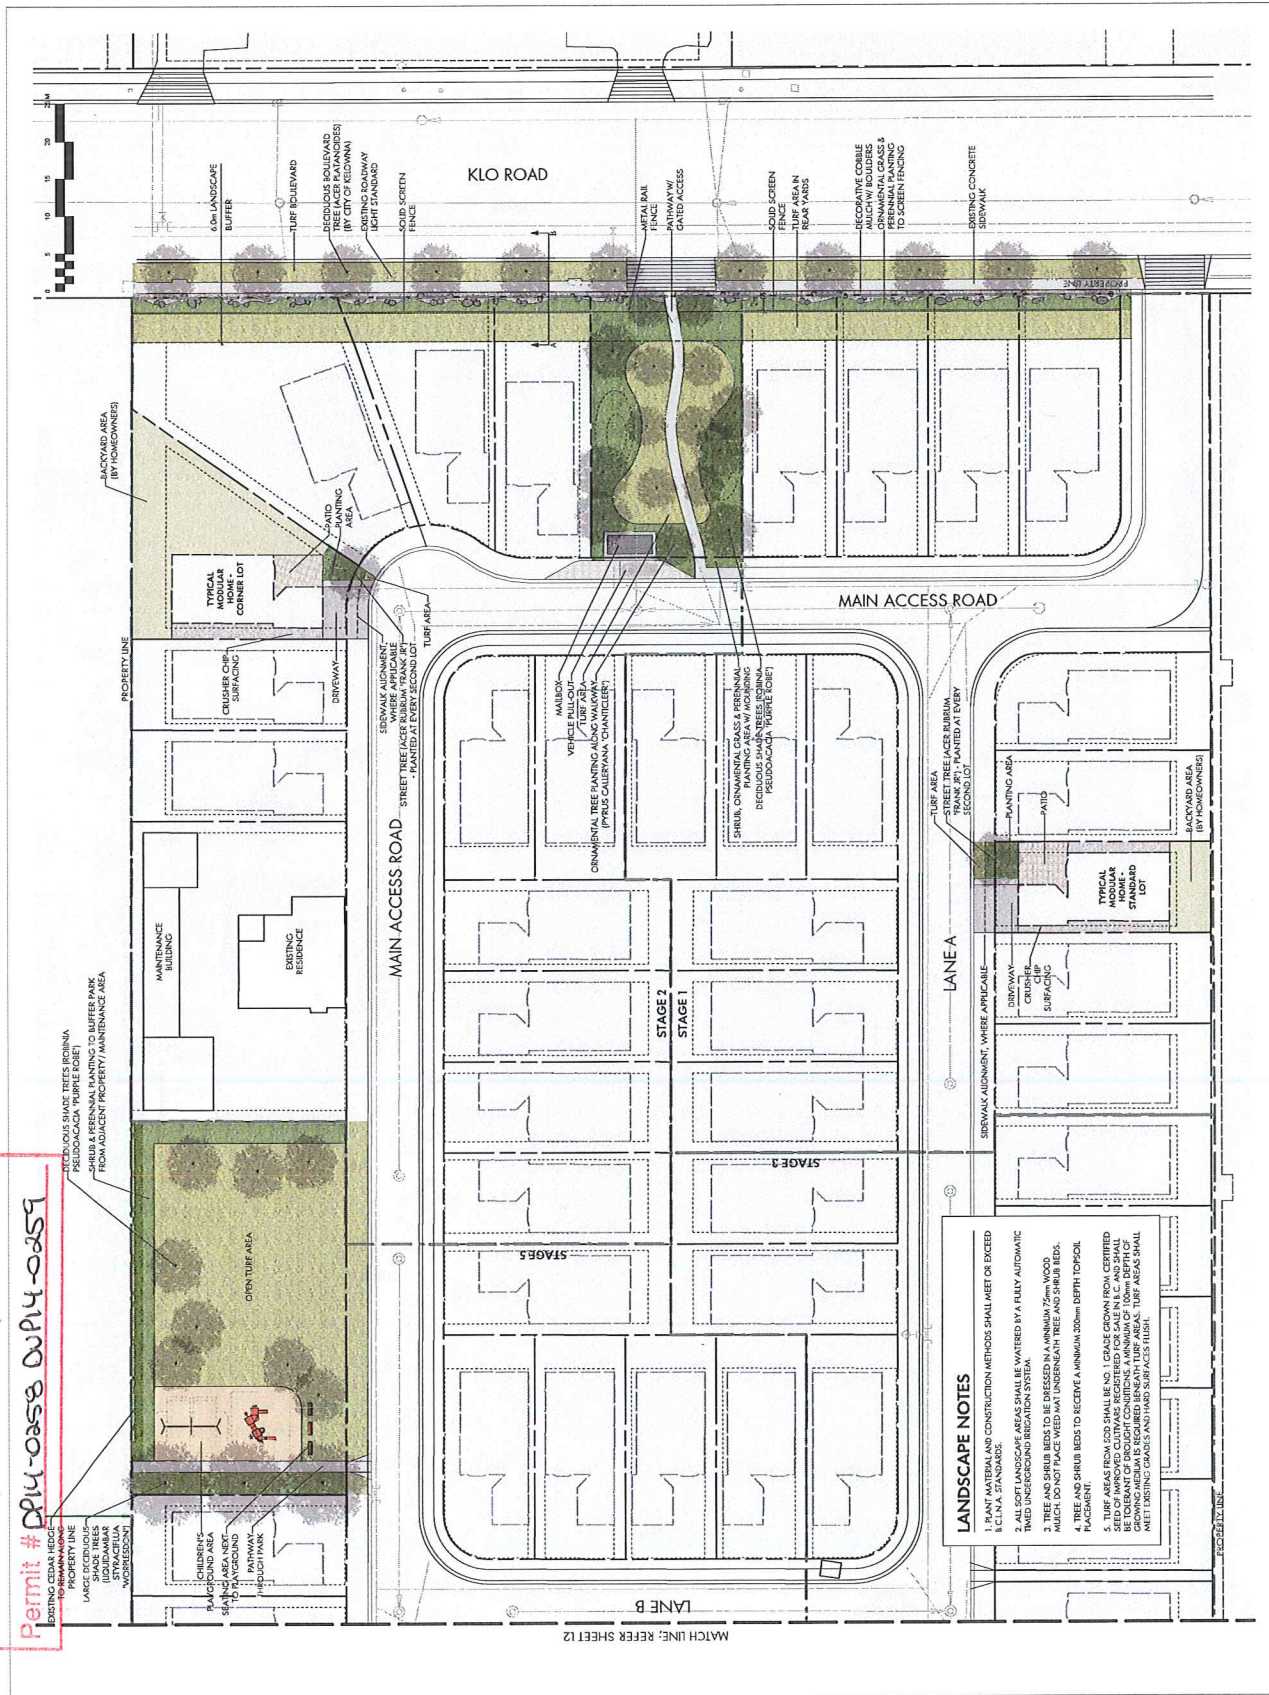 Permit # DP14-0258 DVP14-0259
EXISTING CEDAR HEDGE
TO REMAIN ALONG
PROPERTY LINE
LARGE DECIDUOUS
SHADE TREES
(LIQUIDAMBAR
STYRACIFLUA
'WORPLESDON')
CHILDREN'S
PLAYGROUND AREA
SEATING AREA NEXT
TO PLAYGROUND
PATHWAY
THROUGH PARK
DECIDUOUS SHADE TREES (ROBINIA
PSEUDOACACIA 'PURPLE ROBE')
SHRUB & PERENNIAL PLANTING TO BUFFER PARK
FROM ADJACENT PROPERTY / MAINTENANCE AREA
OPEN TURF AREA
MAINTENANCE
BUILDING
EXISTING
RESIDENCE
PROPERTY LINE
BACKYARD AREA
(BY HOMEOWNERS)
TYPICAL
MODULAR
HOME -
CORNER LOT
PATIO
PLANTING
AREA
CRUSHER CHIP
SURFACING
DRIVEWAY
SIDEWALK ALIGNMENT,
WHERE APPLICABLE
STREET TREE (ACER RUBRUM 'FRANK JR')
- PLANTED AT EVERY SECOND LOT
TURF AREA
0 5 10 15 20 25 M
6.0m LANDSCAPE
BUFFER
TURF BOULEVARD
DECIDUOUS BOULEVARD
TREE (ACER PLATANOIDES)
(BY CITY OF KELOWNA)
EXISTING ROADWAY
LIGHT STANDARD
SOLID SCREEN
FENCE
KLO ROAD
A
B
METAL RAIL
FENCE
PATHWAY W/
GATED ACCESS
SOLID SCREEN
FENCE
TURF AREA IN
REAR YARDS
DECORATIVE COBBLE
MULCH W/ BOULDERS
ORNAMENTAL GRASS &
PERENNIAL PLANTING
TO SCREEN FENCING
EXISTING CONCRETE
SIDEWALK
PROPERTY LINE
MAIN ACCESS ROAD
MAIN ACCESS ROAD
MAILBOX
VEHICLE PULL-OUT
TURF AREA
ORNAMENTAL TREE PLANTING ALONG WALKWAY
(PYRUS CALLERYANA 'CHANTICLEER')
SHRUB, ORNAMENTAL GRASS & PERENNIAL
PLANTING AREA W/ MOUNDING
DECIDUOUS SHADE TREES (ROBINIA
PSEUDOACACIA 'PURPLE ROBE')
STAGE 2
STAGE 1
STAGE 3
STAGE 5
LANE A
LANE B
MATCH LINE; REFER SHEET L2
TURF AREA
STREET TREE (ACER RUBRUM
'FRANK JR') - PLANTED AT EVERY
SECOND LOT
PLANTING AREA
PATIO
BACKYARD AREA
(BY HOMEOWNERS)
TYPICAL
MODULAR
HOME -
STANDARD
LOT
SIDEWALK ALIGNMENT, WHERE APPLICABLE
DRIVEWAY
CRUSHER
CHIP
SURFACING
PROPERTY LINE
LANDSCAPE NOTES
1. PLANT MATERIAL AND CONSTRUCTION METHODS SHALL MEET OR EXCEED
B.C.L.N.A. STANDARDS.
2. ALL SOFT LANDSCAPE AREAS SHALL BE WATERED BY A FULLY AUTOMATIC
TIMED UNDERGROUND IRRIGATION SYSTEM.
3. TREE AND SHRUB BEDS TO BE DRESSED IN A MINIMUM 75mm WOOD
MULCH. DO NOT PLACE WEED MAT UNDERNEATH TREE AND SHRUB BEDS.
4. TREE AND SHRUB BEDS TO RECEIVE A MINIMUM 300mm DEPTH TOPSOIL
PLACEMENT.
5. TURF AREAS FROM SOD SHALL BE NO. 1 GRADE GROWN FROM CERTIFIED
SEED OF IMPROVED CULTIVARS REGISTERED FOR SALE IN B.C. AND SHALL
BE TOLERANT OF DROUGHT CONDITIONS. A MINIMUM OF 100mm DEPTH OF
GROWING MEDIUM IS REQUIRED BENEATH TURF AREAS. TURF AREAS SHALL
MEET EXISTING GRADES AND HARD SURFACES FLUSH.